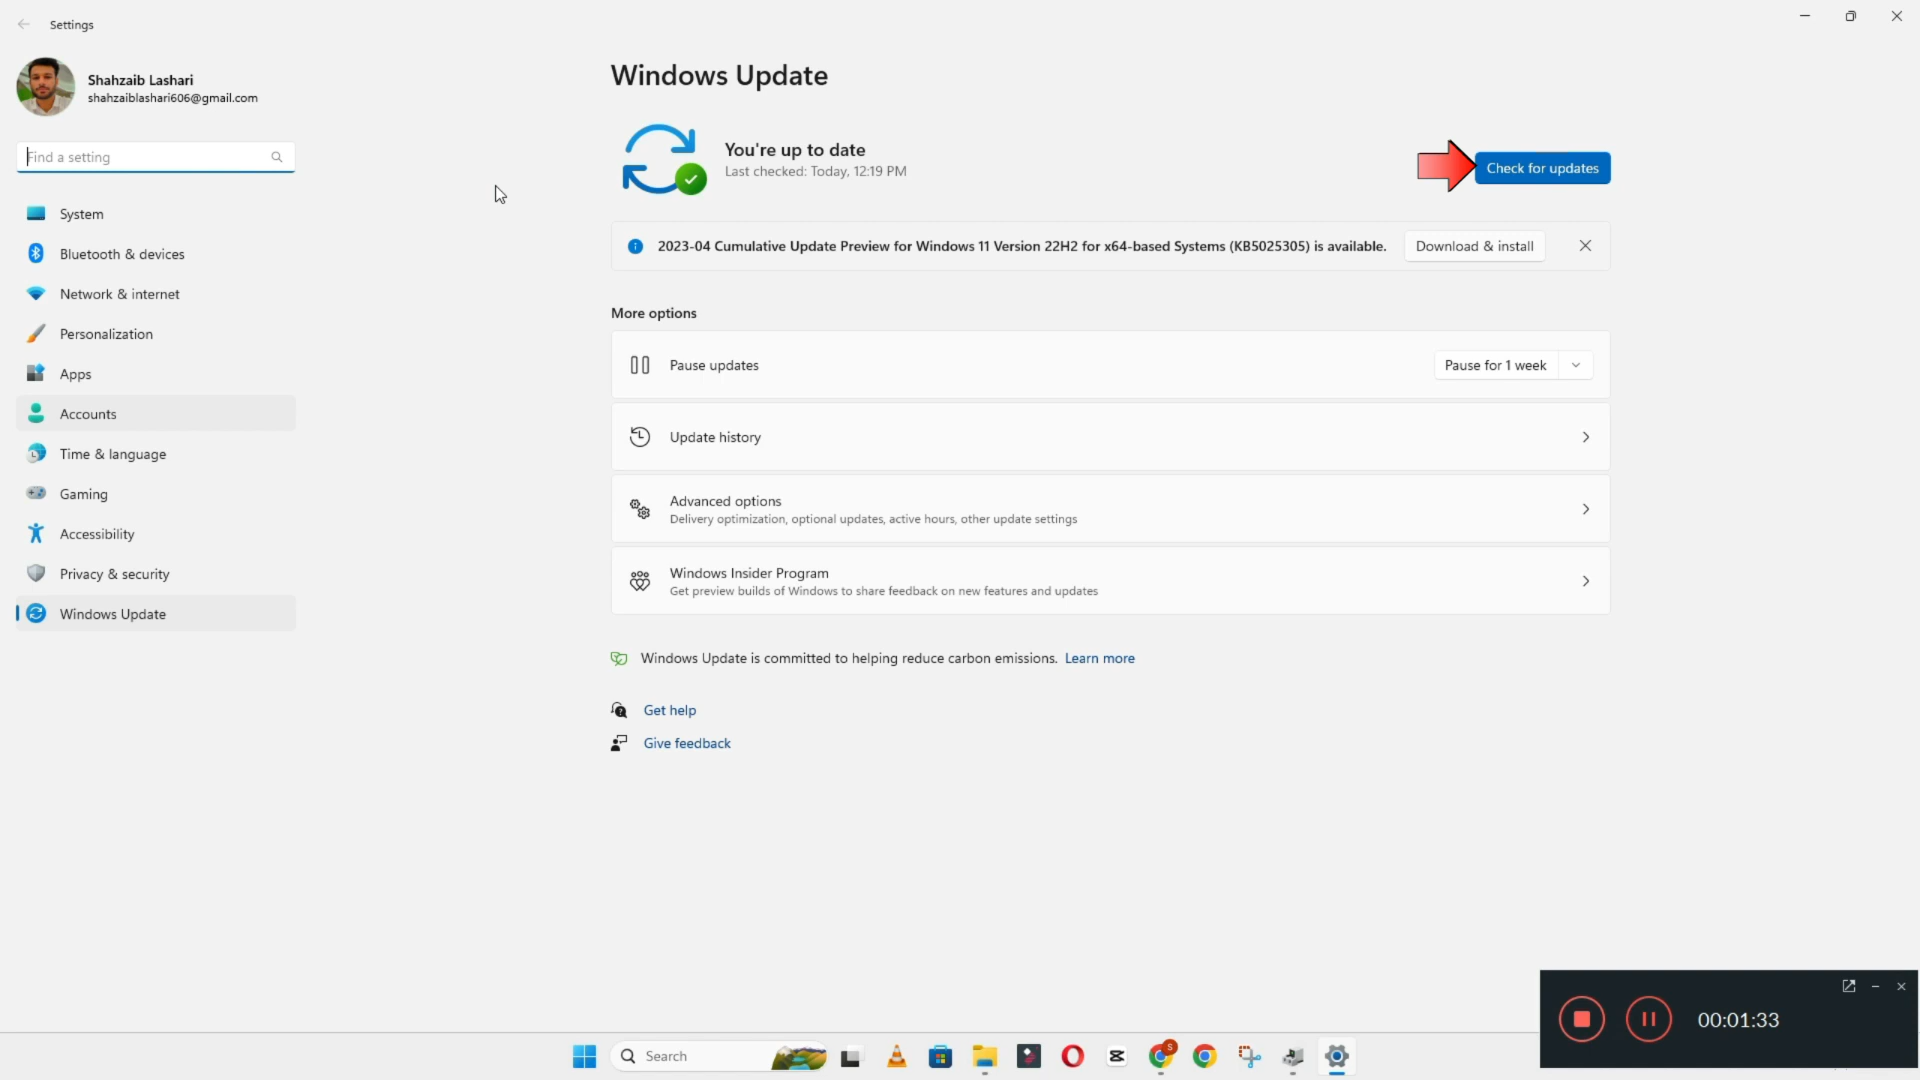 Settings
Shahzaib Lashari
shahzaiblashari606@gmail.com
Find a setting
System
Bluetooth & devices
Network & internet
Personalization
Apps
Accounts
Time & language
Gaming
Accessibility
Privacy & security
Windows Update
Windows Update
You're up to date
Last checked: Today, 12:19 PM
Check for updates
2023-04 Cumulative Update Preview for Windows 11 Version 22H2 for x64-based Systems (KB5025305) is available.
Download & install
More options
Pause updates
Pause for 1 week
Update history
Advanced options
Delivery optimization, optional updates, active hours, other update settings
Windows Insider Program
Get preview builds of Windows to share feedback on new features and updates
Windows Update is committed to helping reduce carbon emissions. Learn more
Get help
Give feedback
00:01:33
Search
S